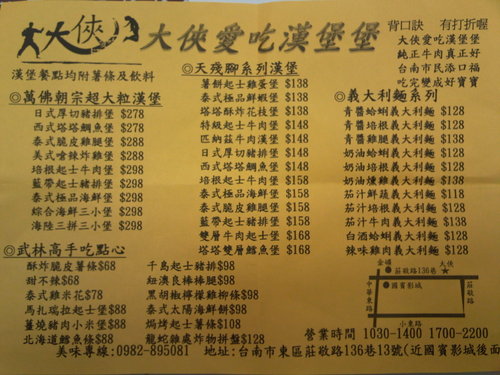 大俠
大俠愛吃漢堡堡
背口訣 有打折喔
大俠愛吃漢堡堡
純正牛肉真正好
台南市民添口福
吃完變成好寶寶
漢堡餐點均附薯條及飲料
◎萬佛朝宗超大粒漢堡
日式厚切豬排堡 $278
西式塔塔鯛魚堡 $278
泰式脆皮雞腿堡 $288
美式嗆辣炸雞堡 $288
培根起士牛肉堡 $298
藍帶起士豬排堡 $298
泰式極品海鮮堡 $298
綜合海鮮三小堡 $298
海陸三拼三小堡 $298
◎天殘腳系列漢堡
薯餅起士雞蛋堡 $138
泰式極品鮮蝦堡 $138
塔塔酥炸花枝堡 $138
特級起士牛肉堡 $148
匹納茲牛肉漢堡 $148
日式厚切豬排堡 $148
西式塔塔鯛魚堡 $148
培根起士牛肉堡 $158
泰式極品海鮮堡 $158
泰式脆皮雞腿堡 $158
藍帶起士豬排堡 $158
雙層牛肉起士堡 $168
塔塔雙層鱈魚堡 $168
◎義大利麵系列
青醬蛤蜊義大利麵 $128
青醬培根義大利麵 $128
青醬雞腿義大利麵 $138
奶油蛤蜊義大利麵 $128
奶油培根義大利麵 $128
奶油燻雞義大利麵 $138
茄汁鮮蔬義大利麵 $118
茄汁培根義大利麵 $128
茄汁牛肉義大利麵 $138
白酒蛤蜊義大利麵 $128
辣味雞肉義大利麵 $128
◎武林高手吃點心
酥炸脆皮薯條$68
甜不辣$68
泰式雞米花$78
馬扎瑞拉起士堡$88
薑燒豬肉小米堡$88
北海道鱈魚條$88
千島起士豬排$98
紐澳良棒棒腿$98
黑胡椒檸檬雞柳條$98
泰式太陽海鮮餅$98
焗烤起士薯條$108
龍蛇雞處炸物拼盤$128
金礦 大俠
莊敬路136巷
國賓影城
中華東路
莊敬路
小東路
營業時間 1030-1400 1700-2200
美味專線:0982-895081 地址:台南市東區莊敬路136巷13號(近國賓影城後面